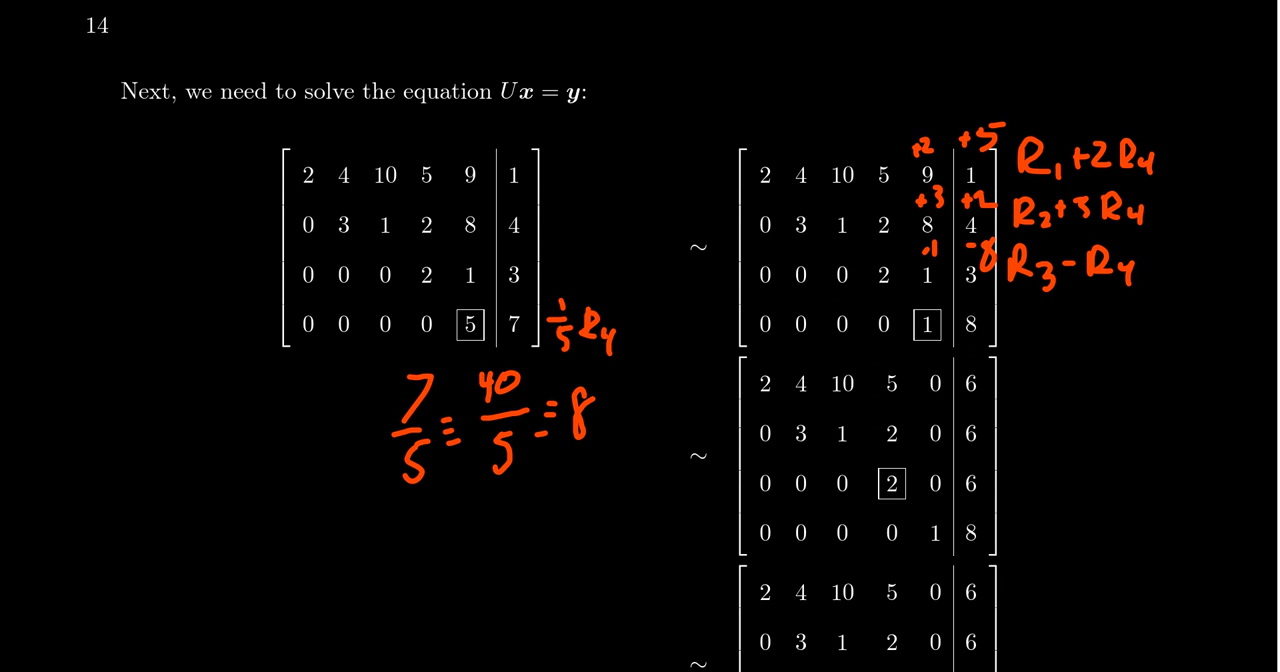 14
Next, we need to solve the equation Ux = y:
2 4 10 5 9 | 1
0 3 1 2 8 | 4
0 0 0 2 1 | 3
0 0 0 0 5 | 7
1/5 R₄
7/5 ≡ 40/5 = 8
∼
+2 +5
2 4 10 5 9 | 1 R₁+2R₄
+3 +2
0 3 1 2 8 | 4 R₂+3R₄
-1 -8
0 0 0 2 1 | 3 R₃-R₄
0 0 0 0 1 | 8
∼
2 4 10 5 0 | 6
0 3 1 2 0 | 6
0 0 0 2 0 | 6
0 0 0 0 1 | 8
∼
2 4 10 5 0 | 6
0 3 1 2 0 | 6